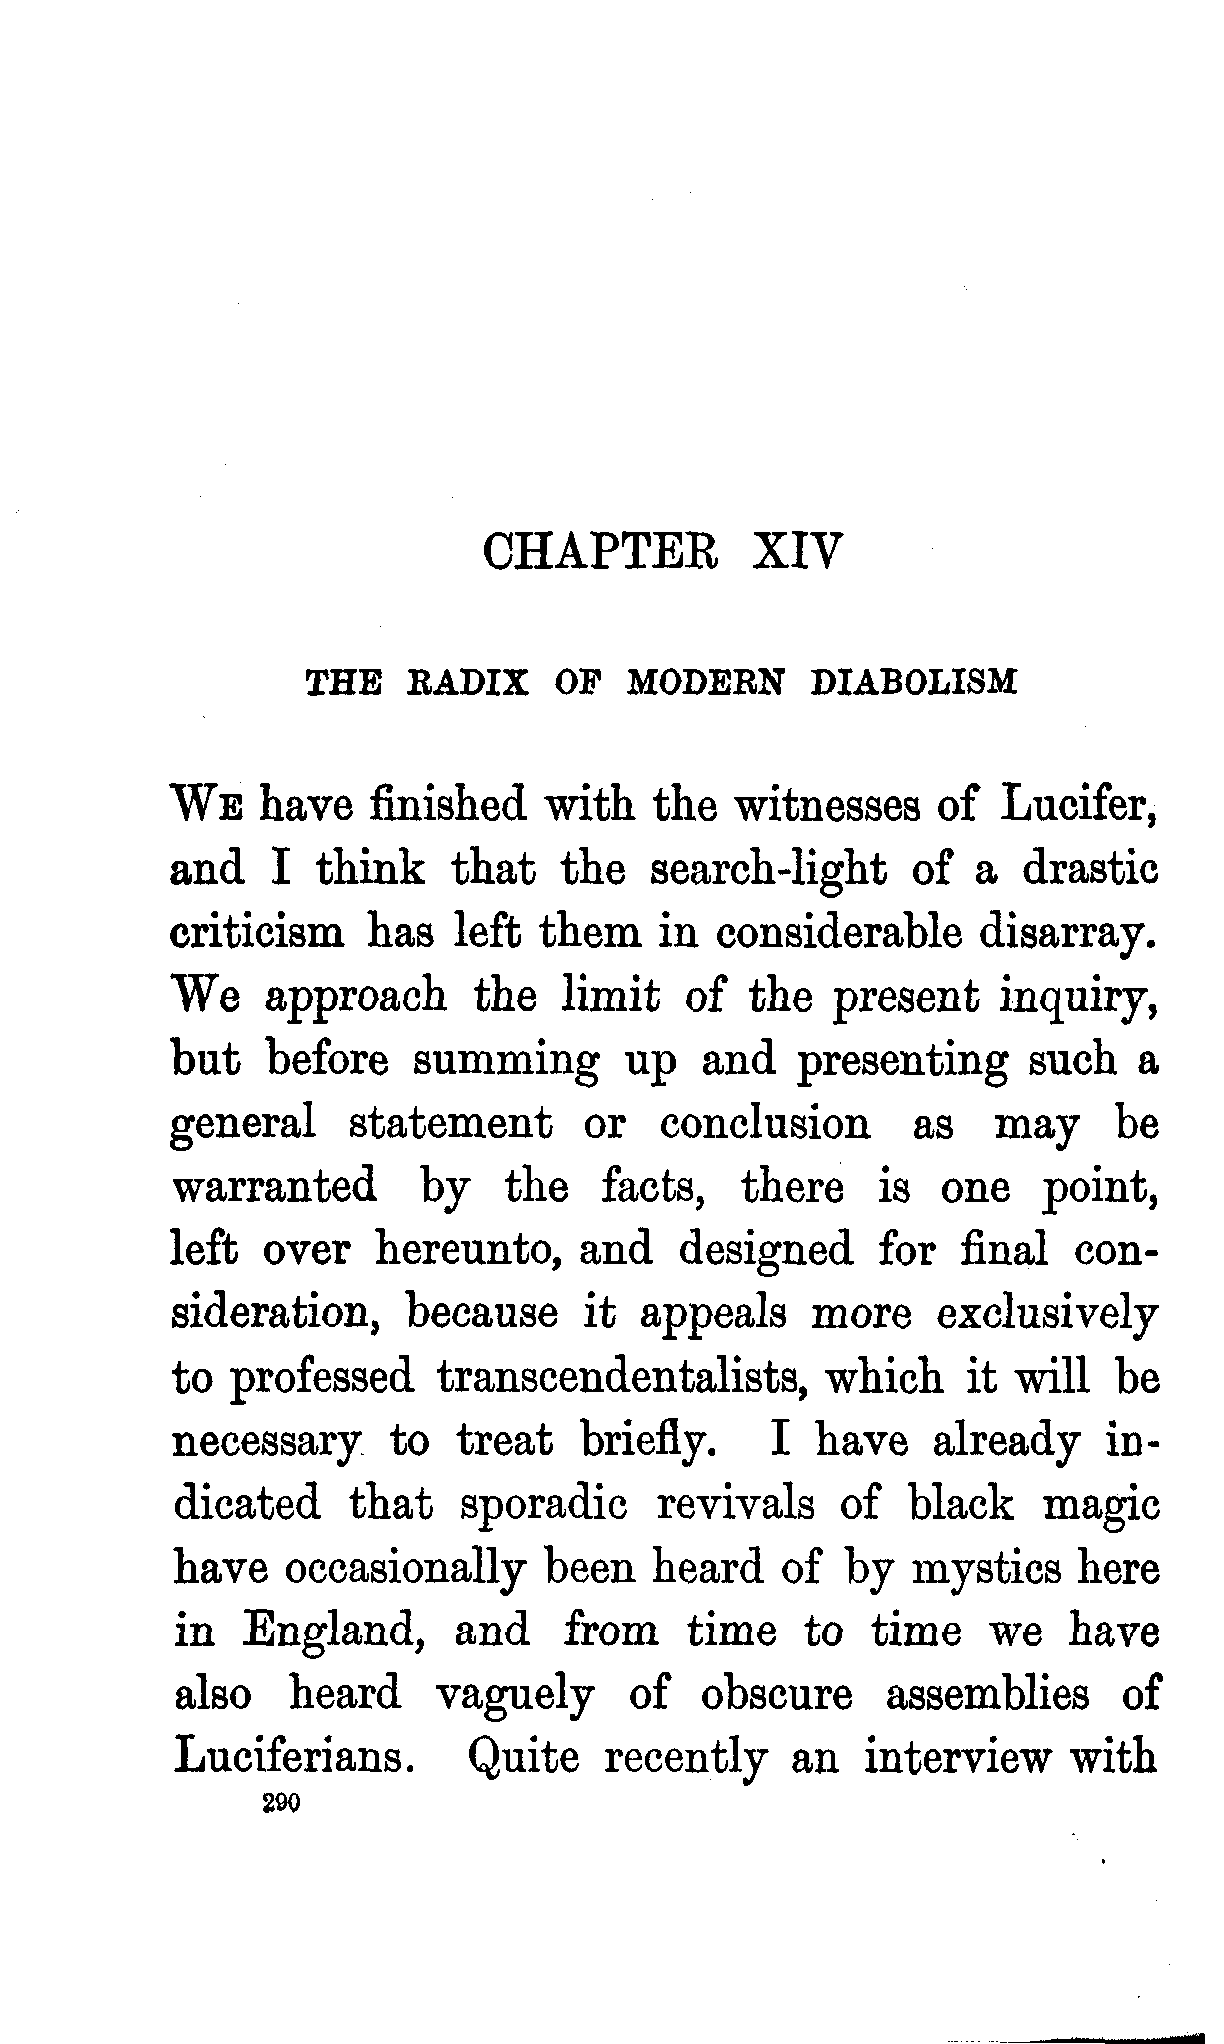 CHAPTER XIV
THE RADIX OF MODERN DIABOLISM
WE have finished with the witnesses of Lucifer,
and I think that the search-light of a drastic
criticism has left them in considerable disarray.
We approach the limit of the present inquiry,
but before summing up and presenting such a
general statement or conclusion as may be
warranted by the facts, there is one point,
left over hereunto, and designed for final con-
sideration, because it appeals more exclusively
to professed transcendentalists, which it will be
necessary to treat briefly. I have already in-
dicated that sporadic revivals of black magic
have occasionally been heard of by mystics here
in England, and from time to time we have
also heard vaguely of obscure assemblies of
Luciferians. Quite recently an interview with
290